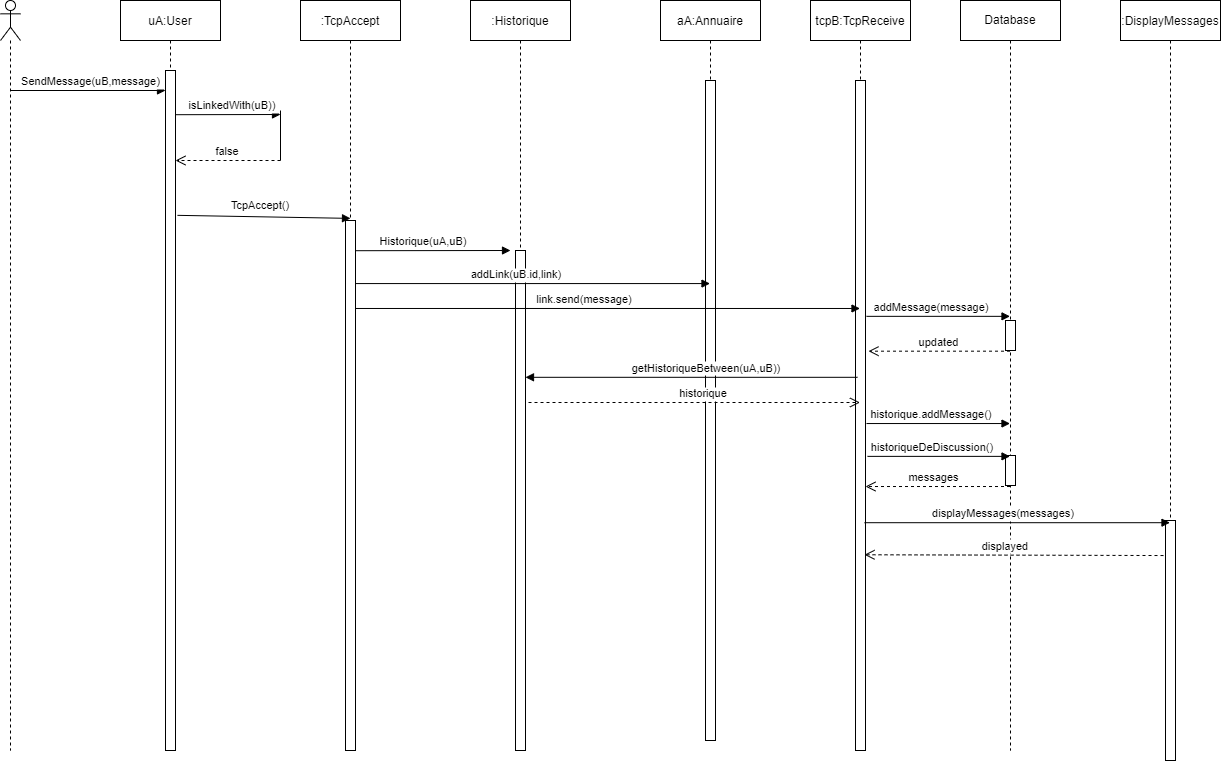 uA:User
:TcpAccept
:Historique
aA:Annuaire
tcpB:TcpReceive
Database
:DisplayMessages
SendMessage(uB,message)
isLinkedWith(uB))
false
TcpAccept()
Historique(uA,uB)
addLink(uB.id,link)
link.send(message)
addMessage(message)
updated
getHistoriqueBetween(uA,uB))
historique
historique.addMessage()
historiqueDeDiscussion()
messages
displayMessages(messages)
displayed